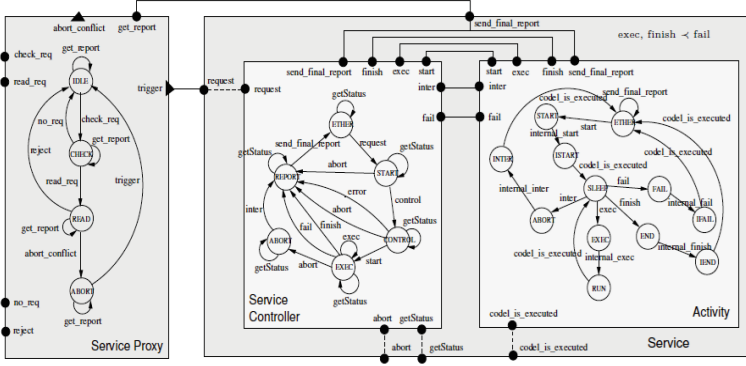 send_final_report
exec, finish ≺ fail
abort_conflict
get_report
check_req
get_report
IDLE
read_req
trigger
request
no_req
check_req
get_report
CHECK
reject
read_req
trigger
READ
get_report
abort_conflict
ABORT
get_report
no_req
reject
Service Proxy
send_final_report
finish
exec
start
request
inter
getStatus
ETHER
fail
send_final_report
request
getStatus
getStatus
abort
REPORT
START
error
control
inter
abort
getStatus
fail
finish
exec
CONTROL
ABORT
start
abort
EXEC
getStatus
getStatus
Service
Controller
abort
getStatus
abort
getStatus
start
exec
finish
send_final_report
inter
codel_is_executed
send_final_report
codel_is_executed
START
start
ETHER
fail
internal_start
INTER
ISTART
codel_is_executed
codel_is_executed
SLEEP
fail
FAIL
internal_inter
inter
finish
internal_fail
ABORT
exec
IFAIL
EXEC
END
codel_is_executed
internal_exec
internal_finish
IEND
RUN
Activity
codel_is_executed
Service
codel_is_executed